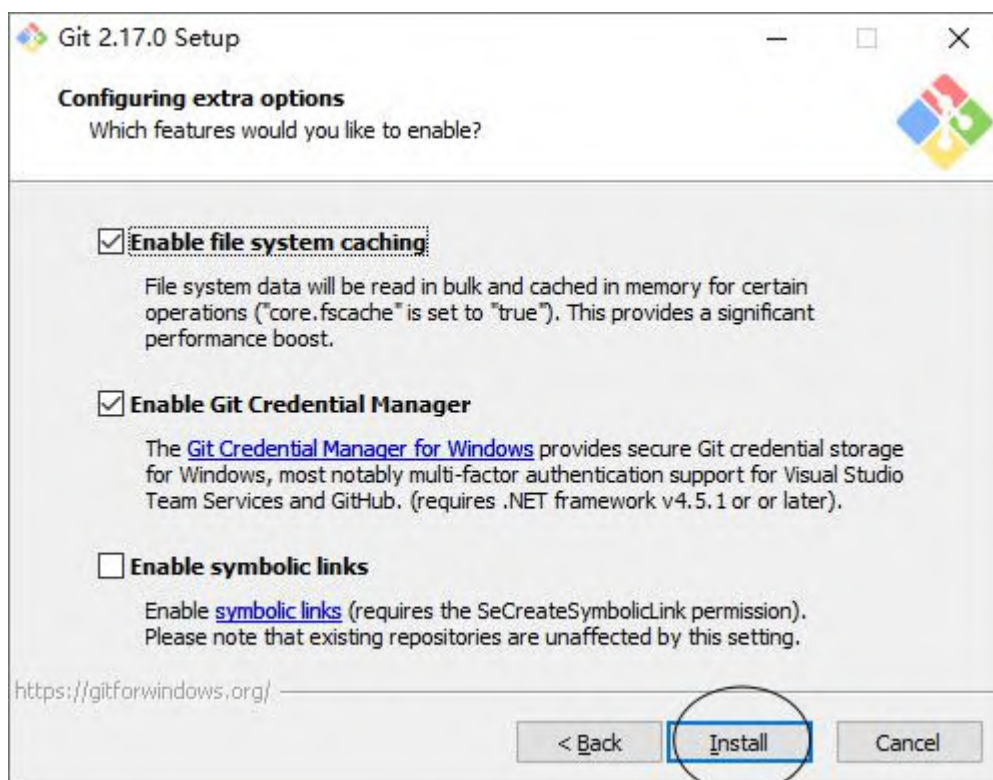 Git 2.17.0 Setup
Configuring extra options
Which features would you like to enable?
Enable file system caching
File system data will be read in bulk and cached in memory for certain
operations ("core.fscache" is set to "true"). This provides a significant
performance boost.
Enable Git Credential Manager
The Git Credential Manager for Windows provides secure Git credential storage
for Windows, most notably multi-factor authentication support for Visual Studio
Team Services and GitHub. (requires .NET framework v4.5.1 or or later).
Enable symbolic links
Enable symbolic links (requires the SeCreateSymbolicLink permission).
Please note that existing repositories are unaffected by this setting.
https://gitforwindows.org/
< Back Install Cancel